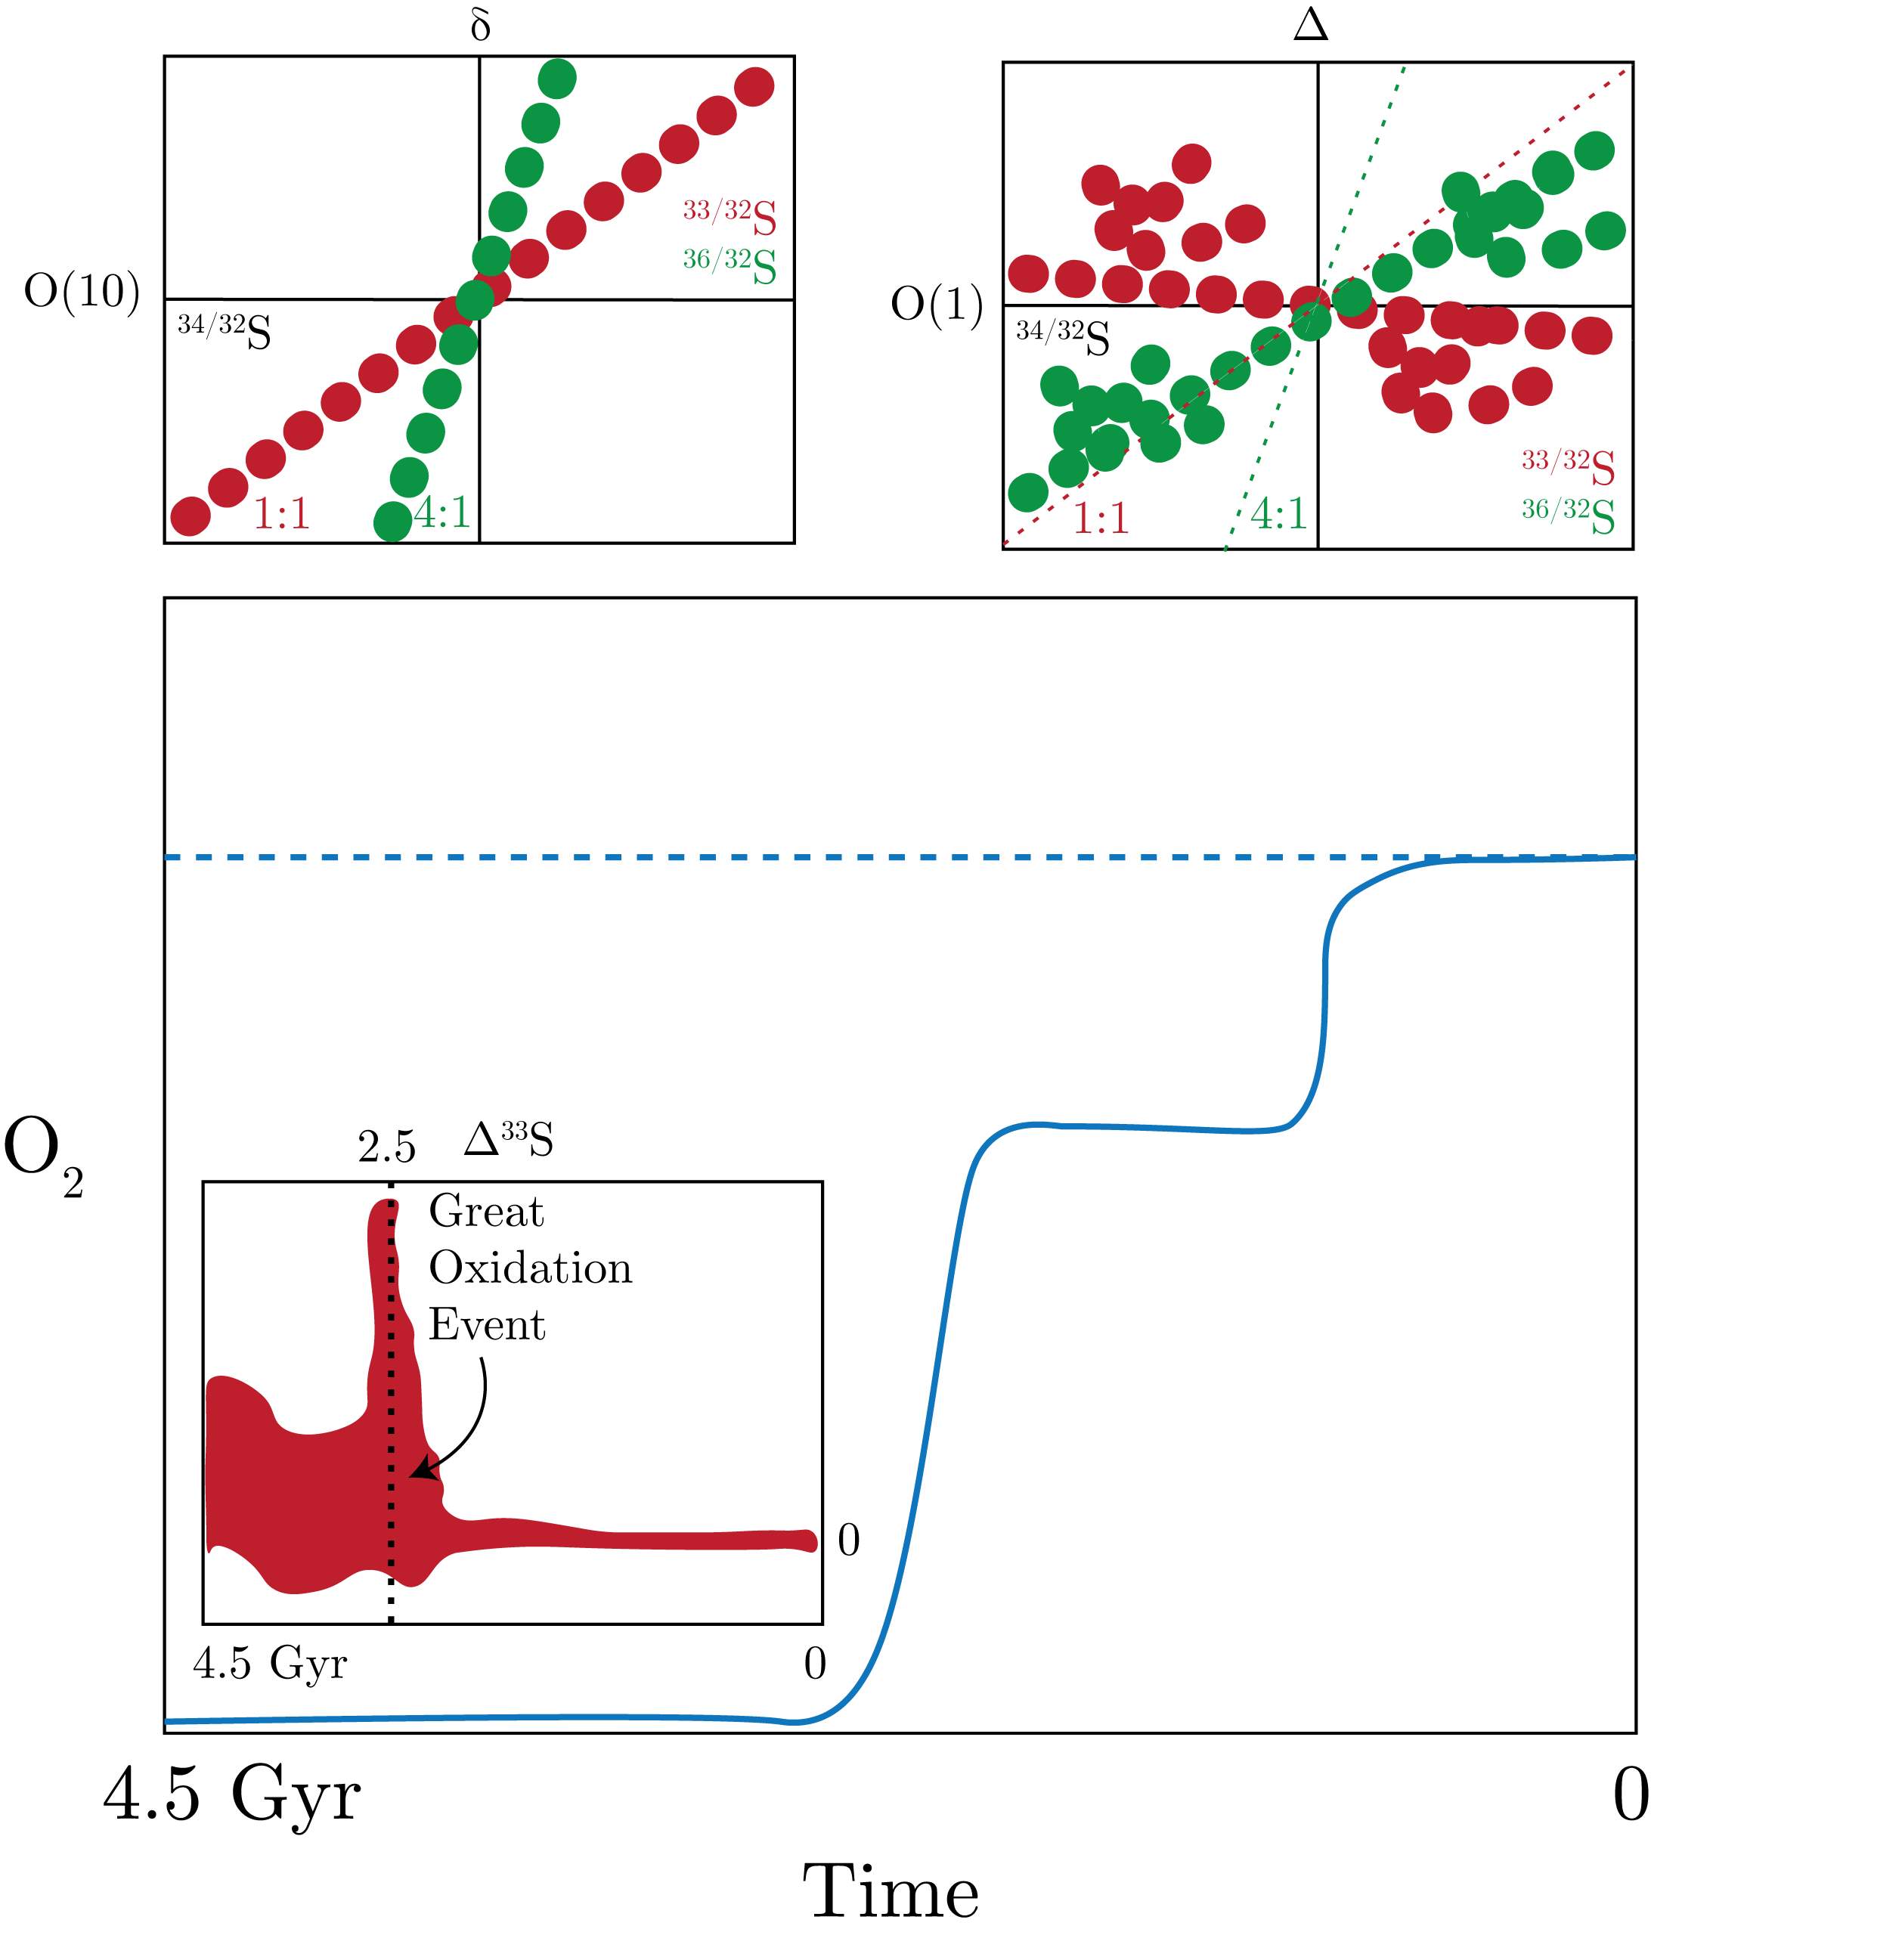 δ
Δ
O(10)
33/32S
36/32S
34/32S
1:1
4:1
O(1)
34/32S
33/32S
36/32S
1:1
4:1
O2
2.5
Δ33S
Great
Oxidation
Event
0
4.5 Gyr
0
4.5 Gyr
0
Time